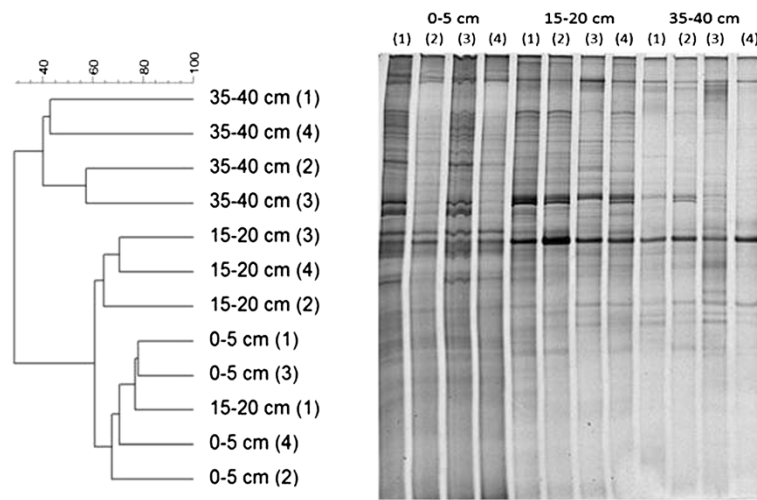 0-5 cm 15-20 cm 35-40 cm
(1) (2) (3) (4) (1) (2) (3) (4) (1) (2) (3) (4)
40 60 80 100
35-40 cm (1)
35-40 cm (4)
35-40 cm (2)
35-40 cm (3)
15-20 cm (3)
15-20 cm (4)
15-20 cm (2)
0-5 cm (1)
0-5 cm (3)
15-20 cm (1)
0-5 cm (4)
0-5 cm (2)